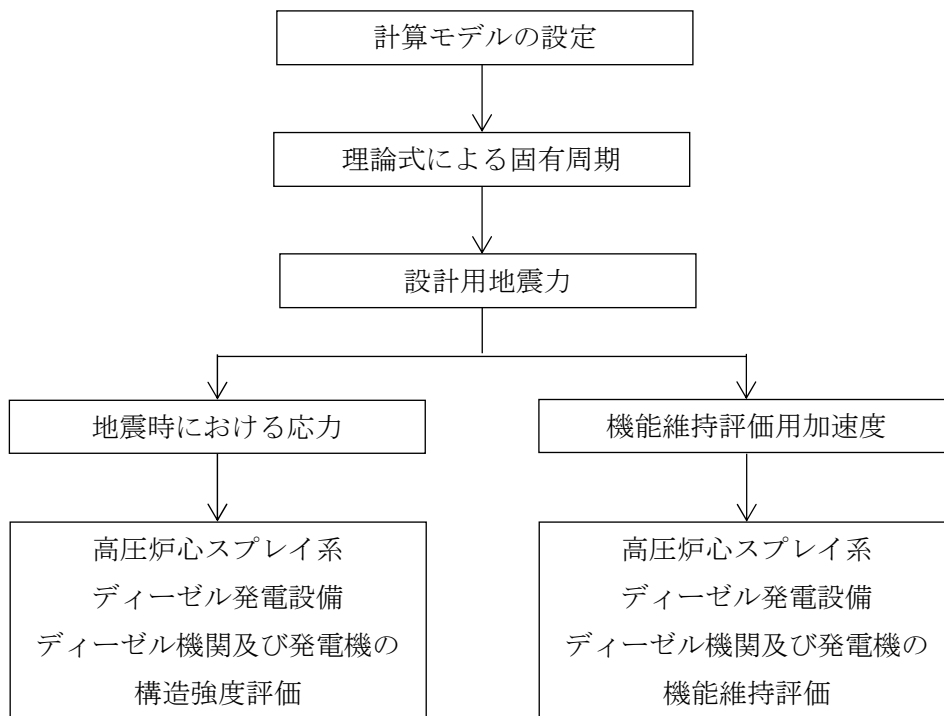 計算モデルの設定
理論式による固有周期
設計用地震力
地震時における応力
機能維持評価用加速度
高圧炉心スプレイ系
ディーゼル発電設備
ディーゼル機関及び発電機の
構造強度評価
高圧炉心スプレイ系
ディーゼル発電設備
ディーゼル機関及び発電機の
機能維持評価